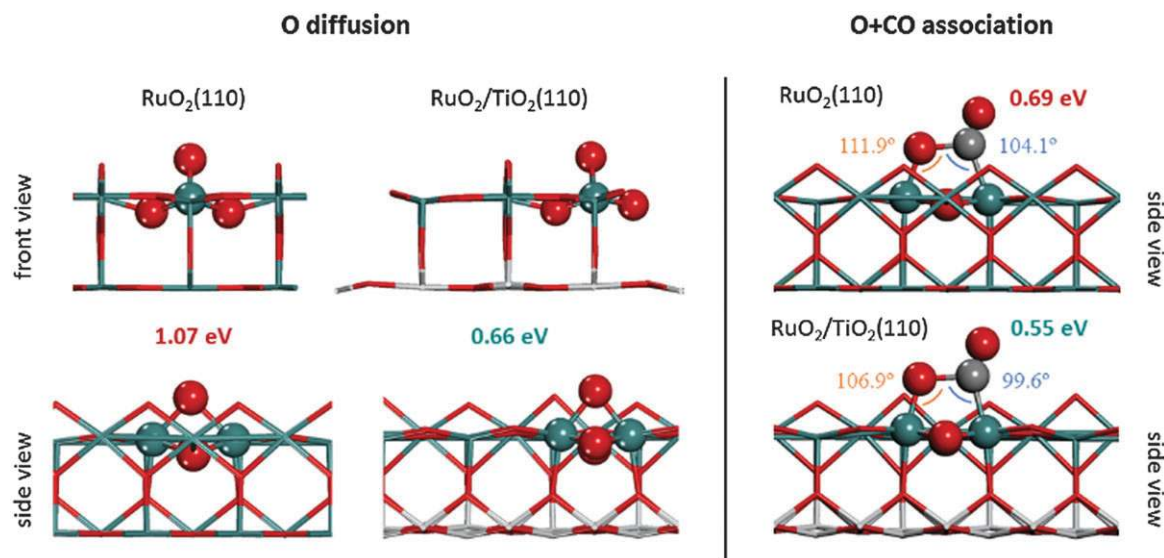 O diffusion
RuO₂(110)
RuO₂/TiO₂(110)
front view
1.07 eV
0.66 eV
side view
O+CO association
RuO₂(110)
0.69 eV
111.9°
104.1°
side view
RuO₂/TiO₂(110)
0.55 eV
106.9°
99.6°
side view